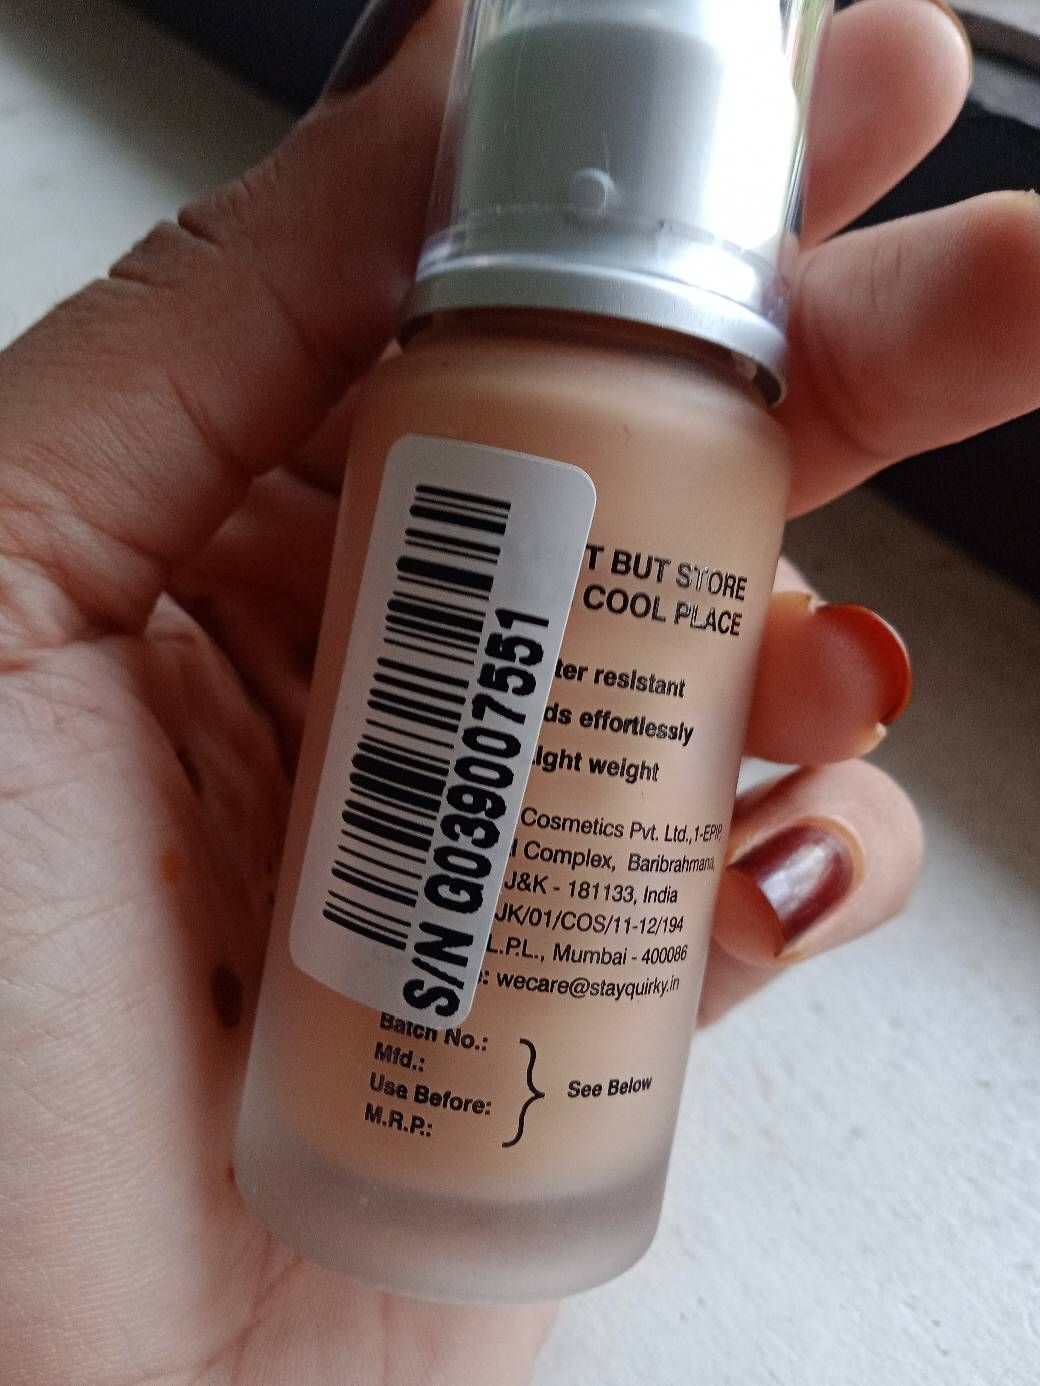 S/N G039007551
T BUT STORE
COOL PLACE
ter resistant
ds effortlessly
ight weight
Cosmetics Pvt. Ltd.,1-EPIP,
l Complex, Baribrahmana,
J&K - 181133, India
JK/01/COS/11-12/194
L.P.L., Mumbai - 400086
: wecare@stayquirky.in
Batch No.:
Mfd.:
Use Before:
M.R.P.:
See Below